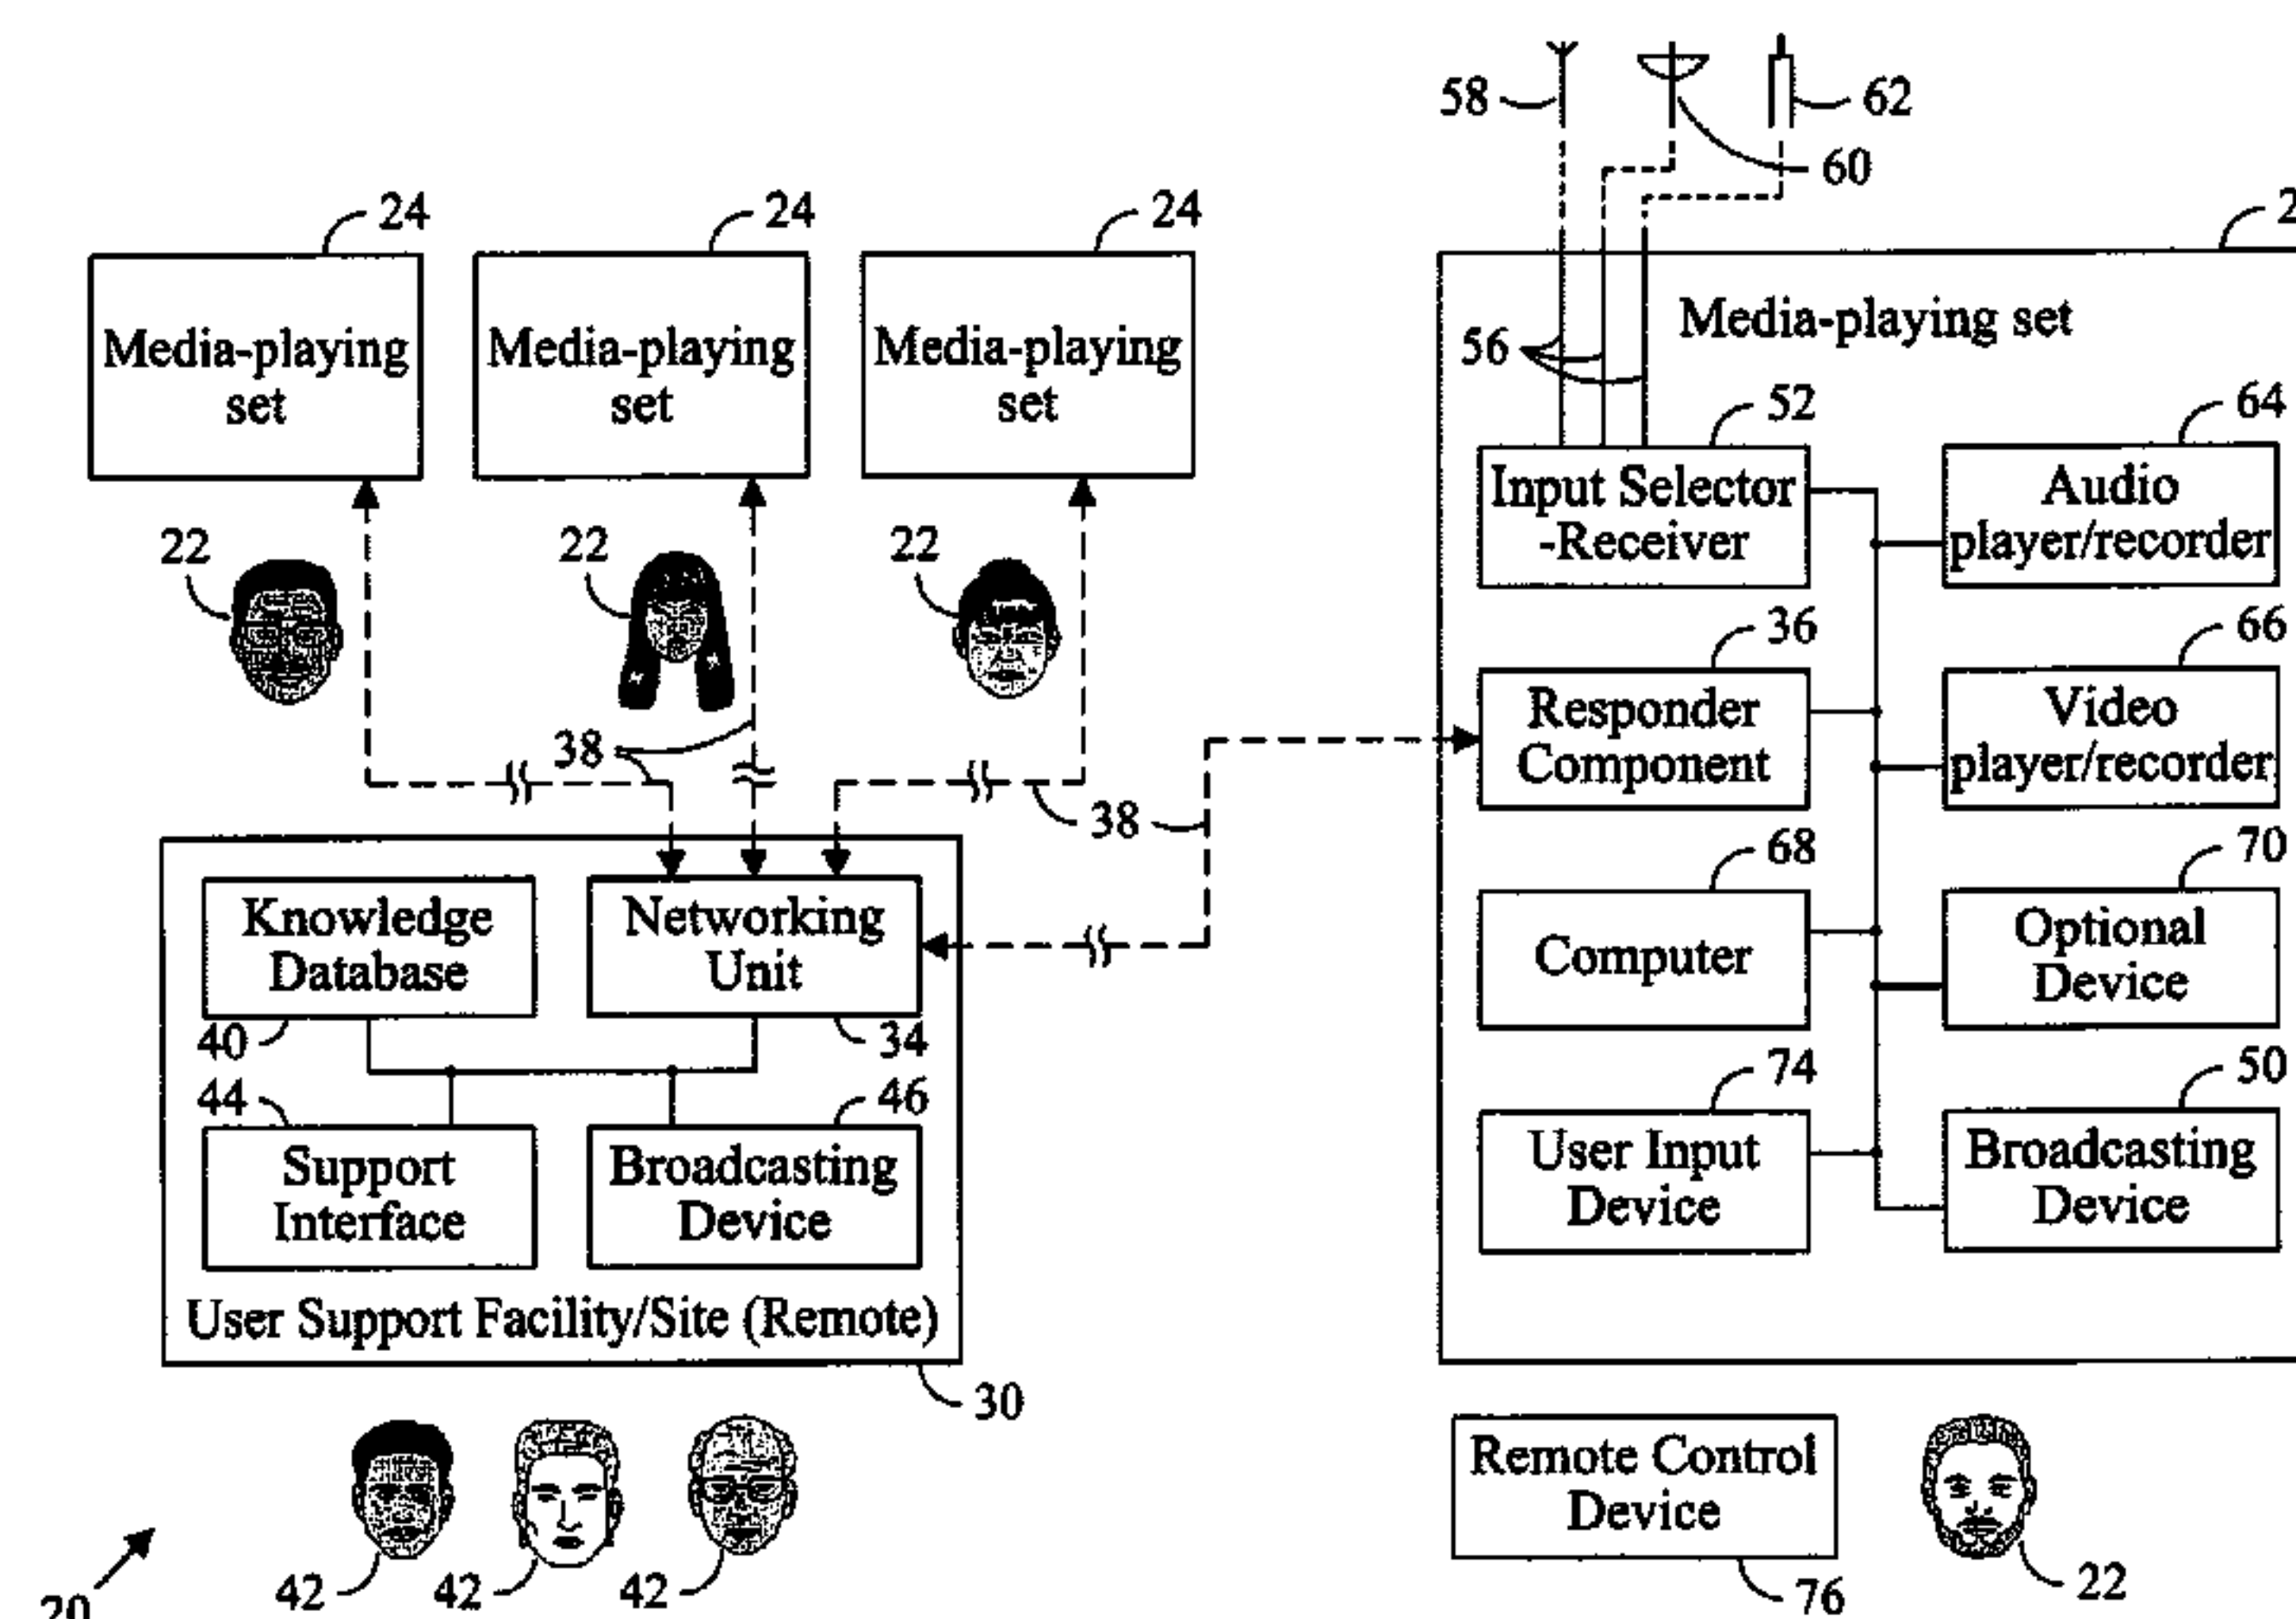 58
62
60
24
24
24
2
Media-playing
set
Media-playing
set
Media-playing
set
Media-playing set
56
52
64
Input Selector
-Receiver
Audio
player/recorder
22
22
22
36
66
Responder
Component
Video
player/recorder
38
38
68
70
Knowledge
Database
Networking
Unit
Computer
Optional
Device
40
34
74
50
44
46
Support
Interface
Broadcasting
Device
User Input
Device
Broadcasting
Device
User Support Facility/Site (Remote)
30
Remote Control
Device
20
42
42
42
76
22